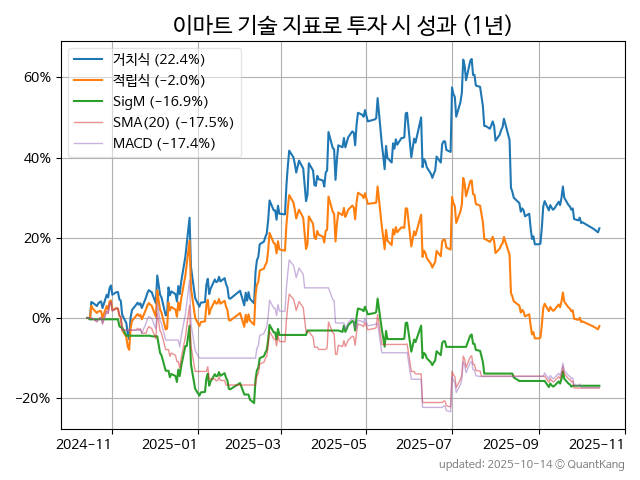 이마트 기술 지표로 투자 시 성과 (1년)
거치식 (22.4%)
적립식 (−2.0%)
SigM (−16.9%)
SMA(20) (−17.5%)
MACD (−17.4%)
60%
40%
20%
0%
−20%
2024-11 2025-01 2025-03 2025-05 2025-07 2025-09 2025-11
updated: 2025-10-14 © QuantKang